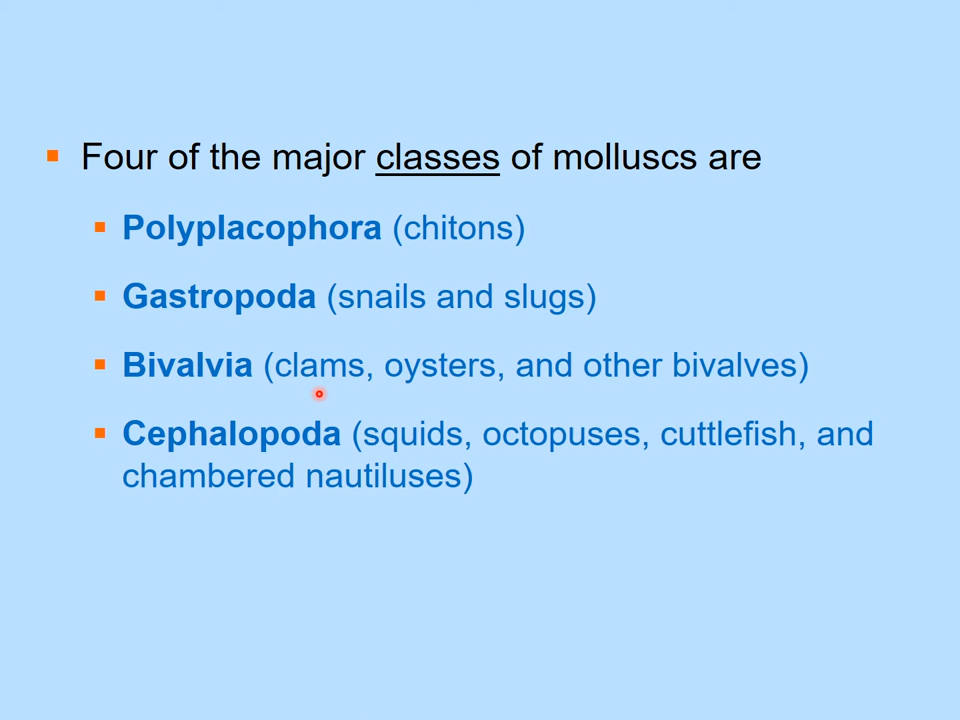 Four of the major classes of molluscs are
Polyplacophora (chitons)
Gastropoda (snails and slugs)
Bivalvia (clams, oysters, and other bivalves)
Cephalopoda (squids, octopuses, cuttlefish, and
chambered nautiluses)